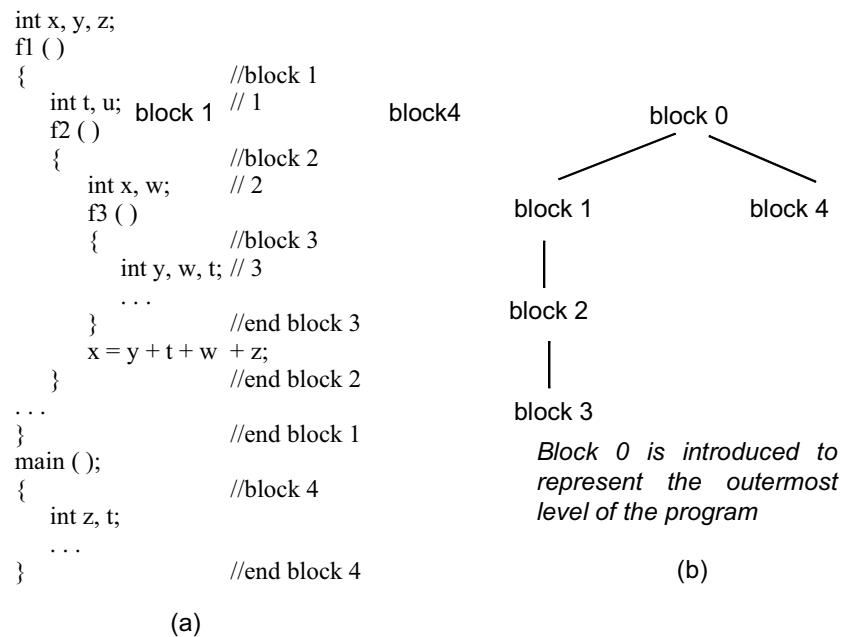 int x, y, z;
f1 ( )
{ //block 1
int t, u; block 1 // 1
f2 ( )
{ //block 2
int x, w; // 2
f3 ( )
{ //block 3
int y, w, t; // 3
. . .
} //end block 3
x = y + t + w + z;
} //end block 2
. . .
} //end block 1
main ( );
{ //block 4
int z, t;
. . .
} //end block 4
(a)
block4
block 0
block 1 block 4
block 2
block 3
Block 0 is introduced to
represent the outermost
level of the program
(b)